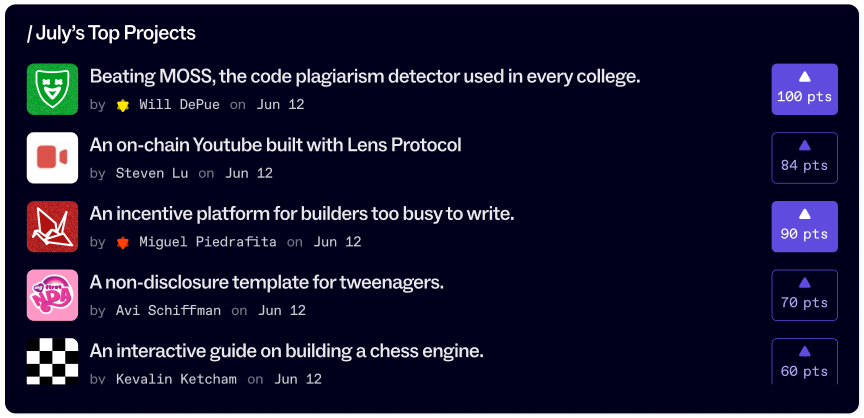 / July's Top Projects
Beating MOSS, the code plagiarism detector used in every college.
by Will DePue on Jun 12
100 pts
An on-chain Youtube built with Lens Protocol
by Steven Lu on Jun 12
84 pts
An incentive platform for builders too busy to write.
by Miguel Piedrafita on Jun 12
90 pts
my first
NDA
A non-disclosure template for tweenagers.
by Avi Schiffman on Jun 12
70 pts
An interactive guide on building a chess engine.
by Kevalin Ketcham on Jun 12
60 pts